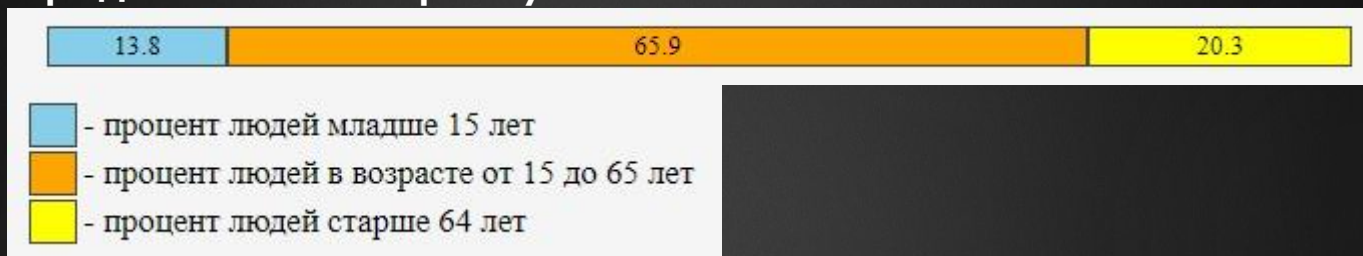 13.8 65.9 20.3
- процент людей младше 15 лет
- процент людей в возрасте от 15 до 65 лет
- процент людей старше 64 лет